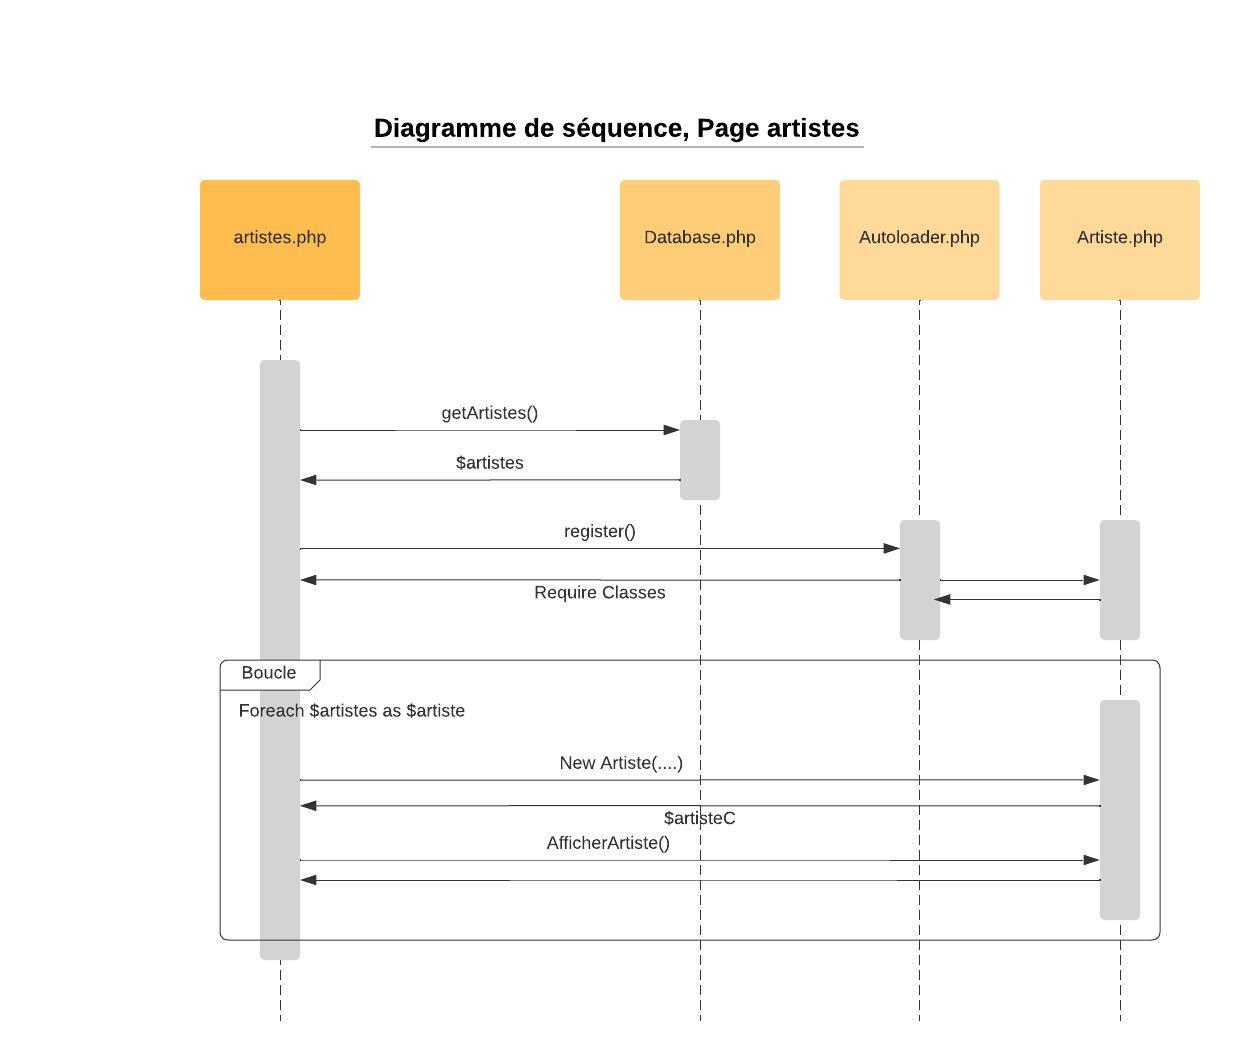 Diagramme de séquence, Page artistes
artistes.php
Database.php
Autoloader.php
Artiste.php
getArtistes()
$artistes
register()
Require Classes
Boucle
Foreach $artistes as $artiste
New Artiste(....)
$artisteC
AfficherArtiste()